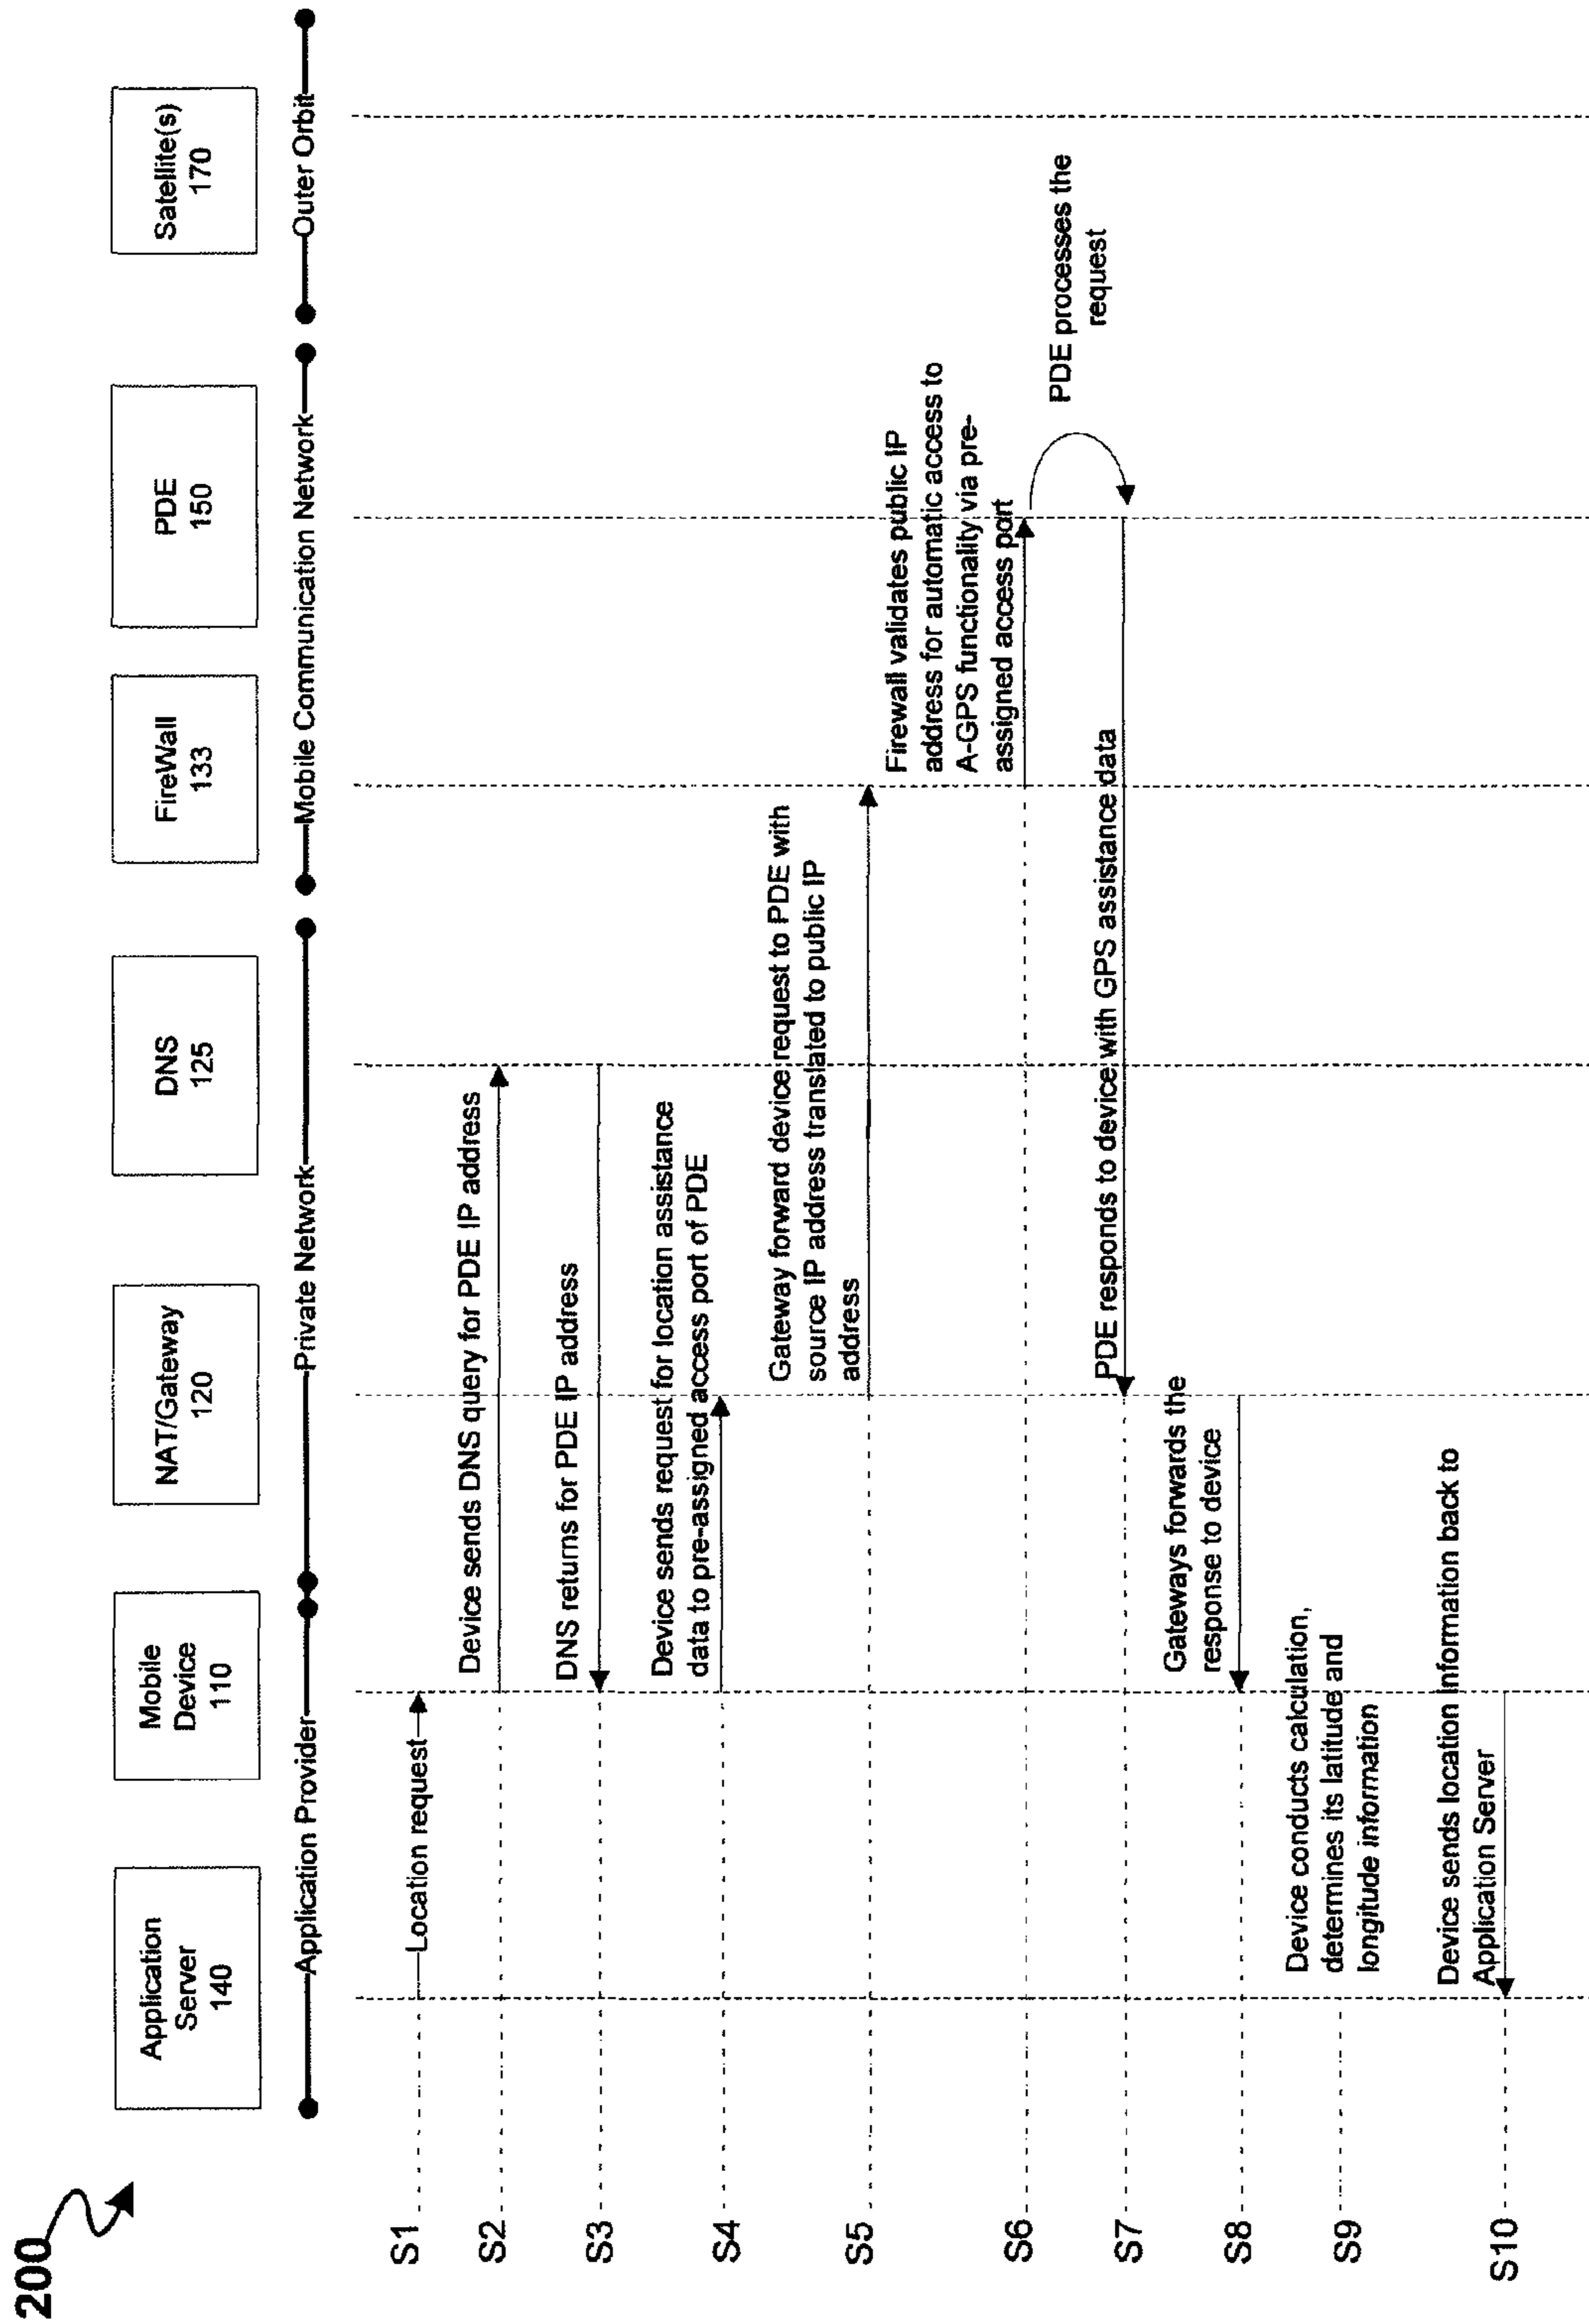 200
Application
Server
140
Mobile
Device
110
NAT/Gateway
120
DNS
125
FireWall
133
PDE
150
Satellite(s)
170
Application Provider
Private Network
Mobile Communication Network
Outer Orbit
S1
Location request
S2
Device sends DNS query for PDE IP address
S3
DNS returns for PDE IP address
S4
Device sends request for location assistance
data to pre-assigned access port of PDE
S5
Gateway forward device request to PDE with
source IP address translated to public IP
address
S6
Firewall validates public IP
address for automatic access to
A-GPS functionality via pre-
assigned access port
PDE processes the
request
S7
PDE responds to device with GPS assistance data
S8
Gateways forwards the
response to device
S9
Device conducts calculation,
determines its latitude and
longitude information
S10
Device sends location information back to
Application Server